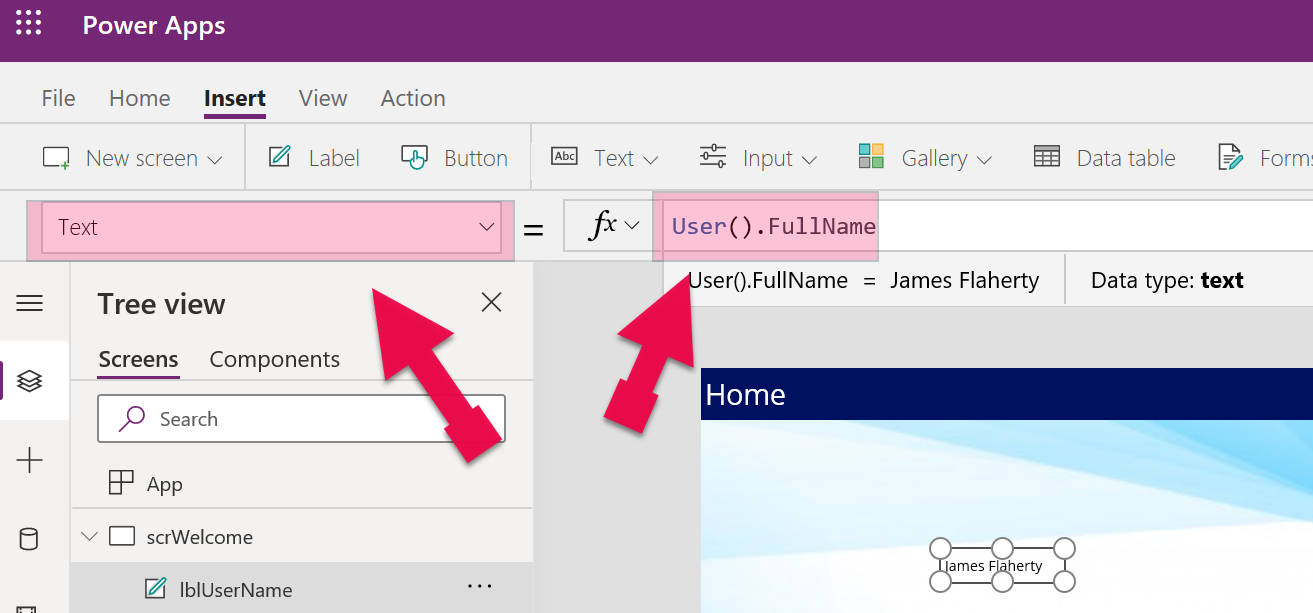 Power Apps
File Home Insert View Action
New screen Label Button Abc Text Input Gallery Data table Forms
Text = fx User().FullName
User().FullName = James Flaherty Data type: text
Tree view
Screens Components
Search
App
scrWelcome
lblUserName ...
Home
James Flaherty